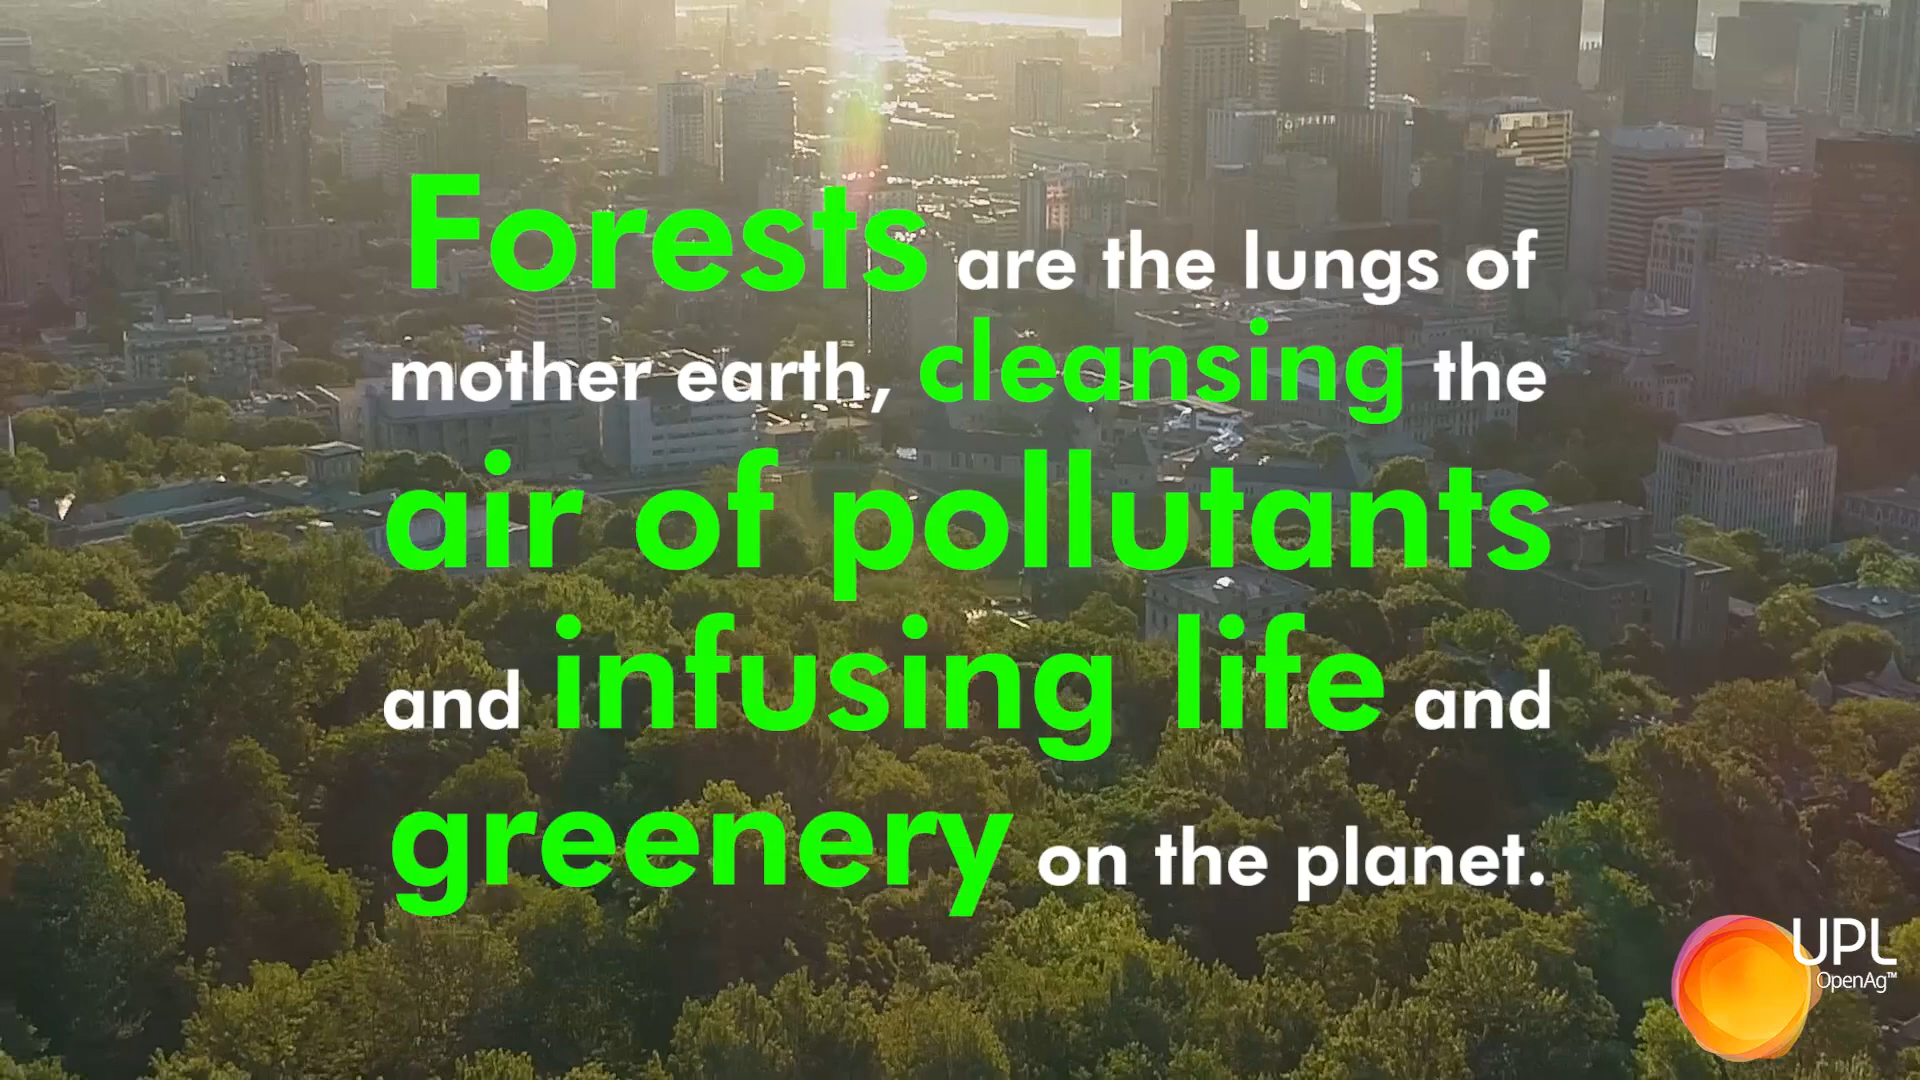 Forests are the lungs of
mother earth, cleansing the
air of pollutants
and infusing life and
greenery on the planet.
UPL
OpenAg™